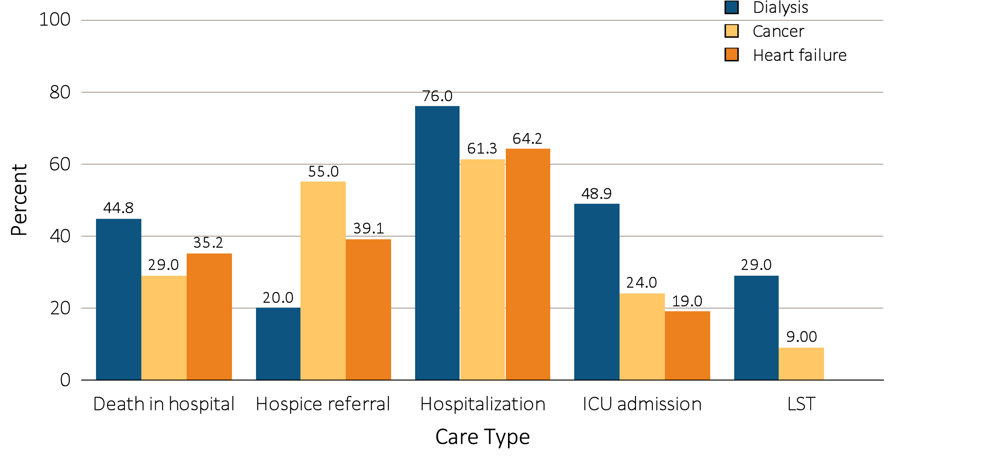 Dialysis
Cancer
Heart failure
Percent
100
80
60
40
20
0
44.8
29.0
35.2
20.0
55.0
39.1
76.0
61.3
64.2
48.9
24.0
19.0
29.0
9.00
Death in hospital
Hospice referral
Hospitalization
ICU admission
LST
Care Type